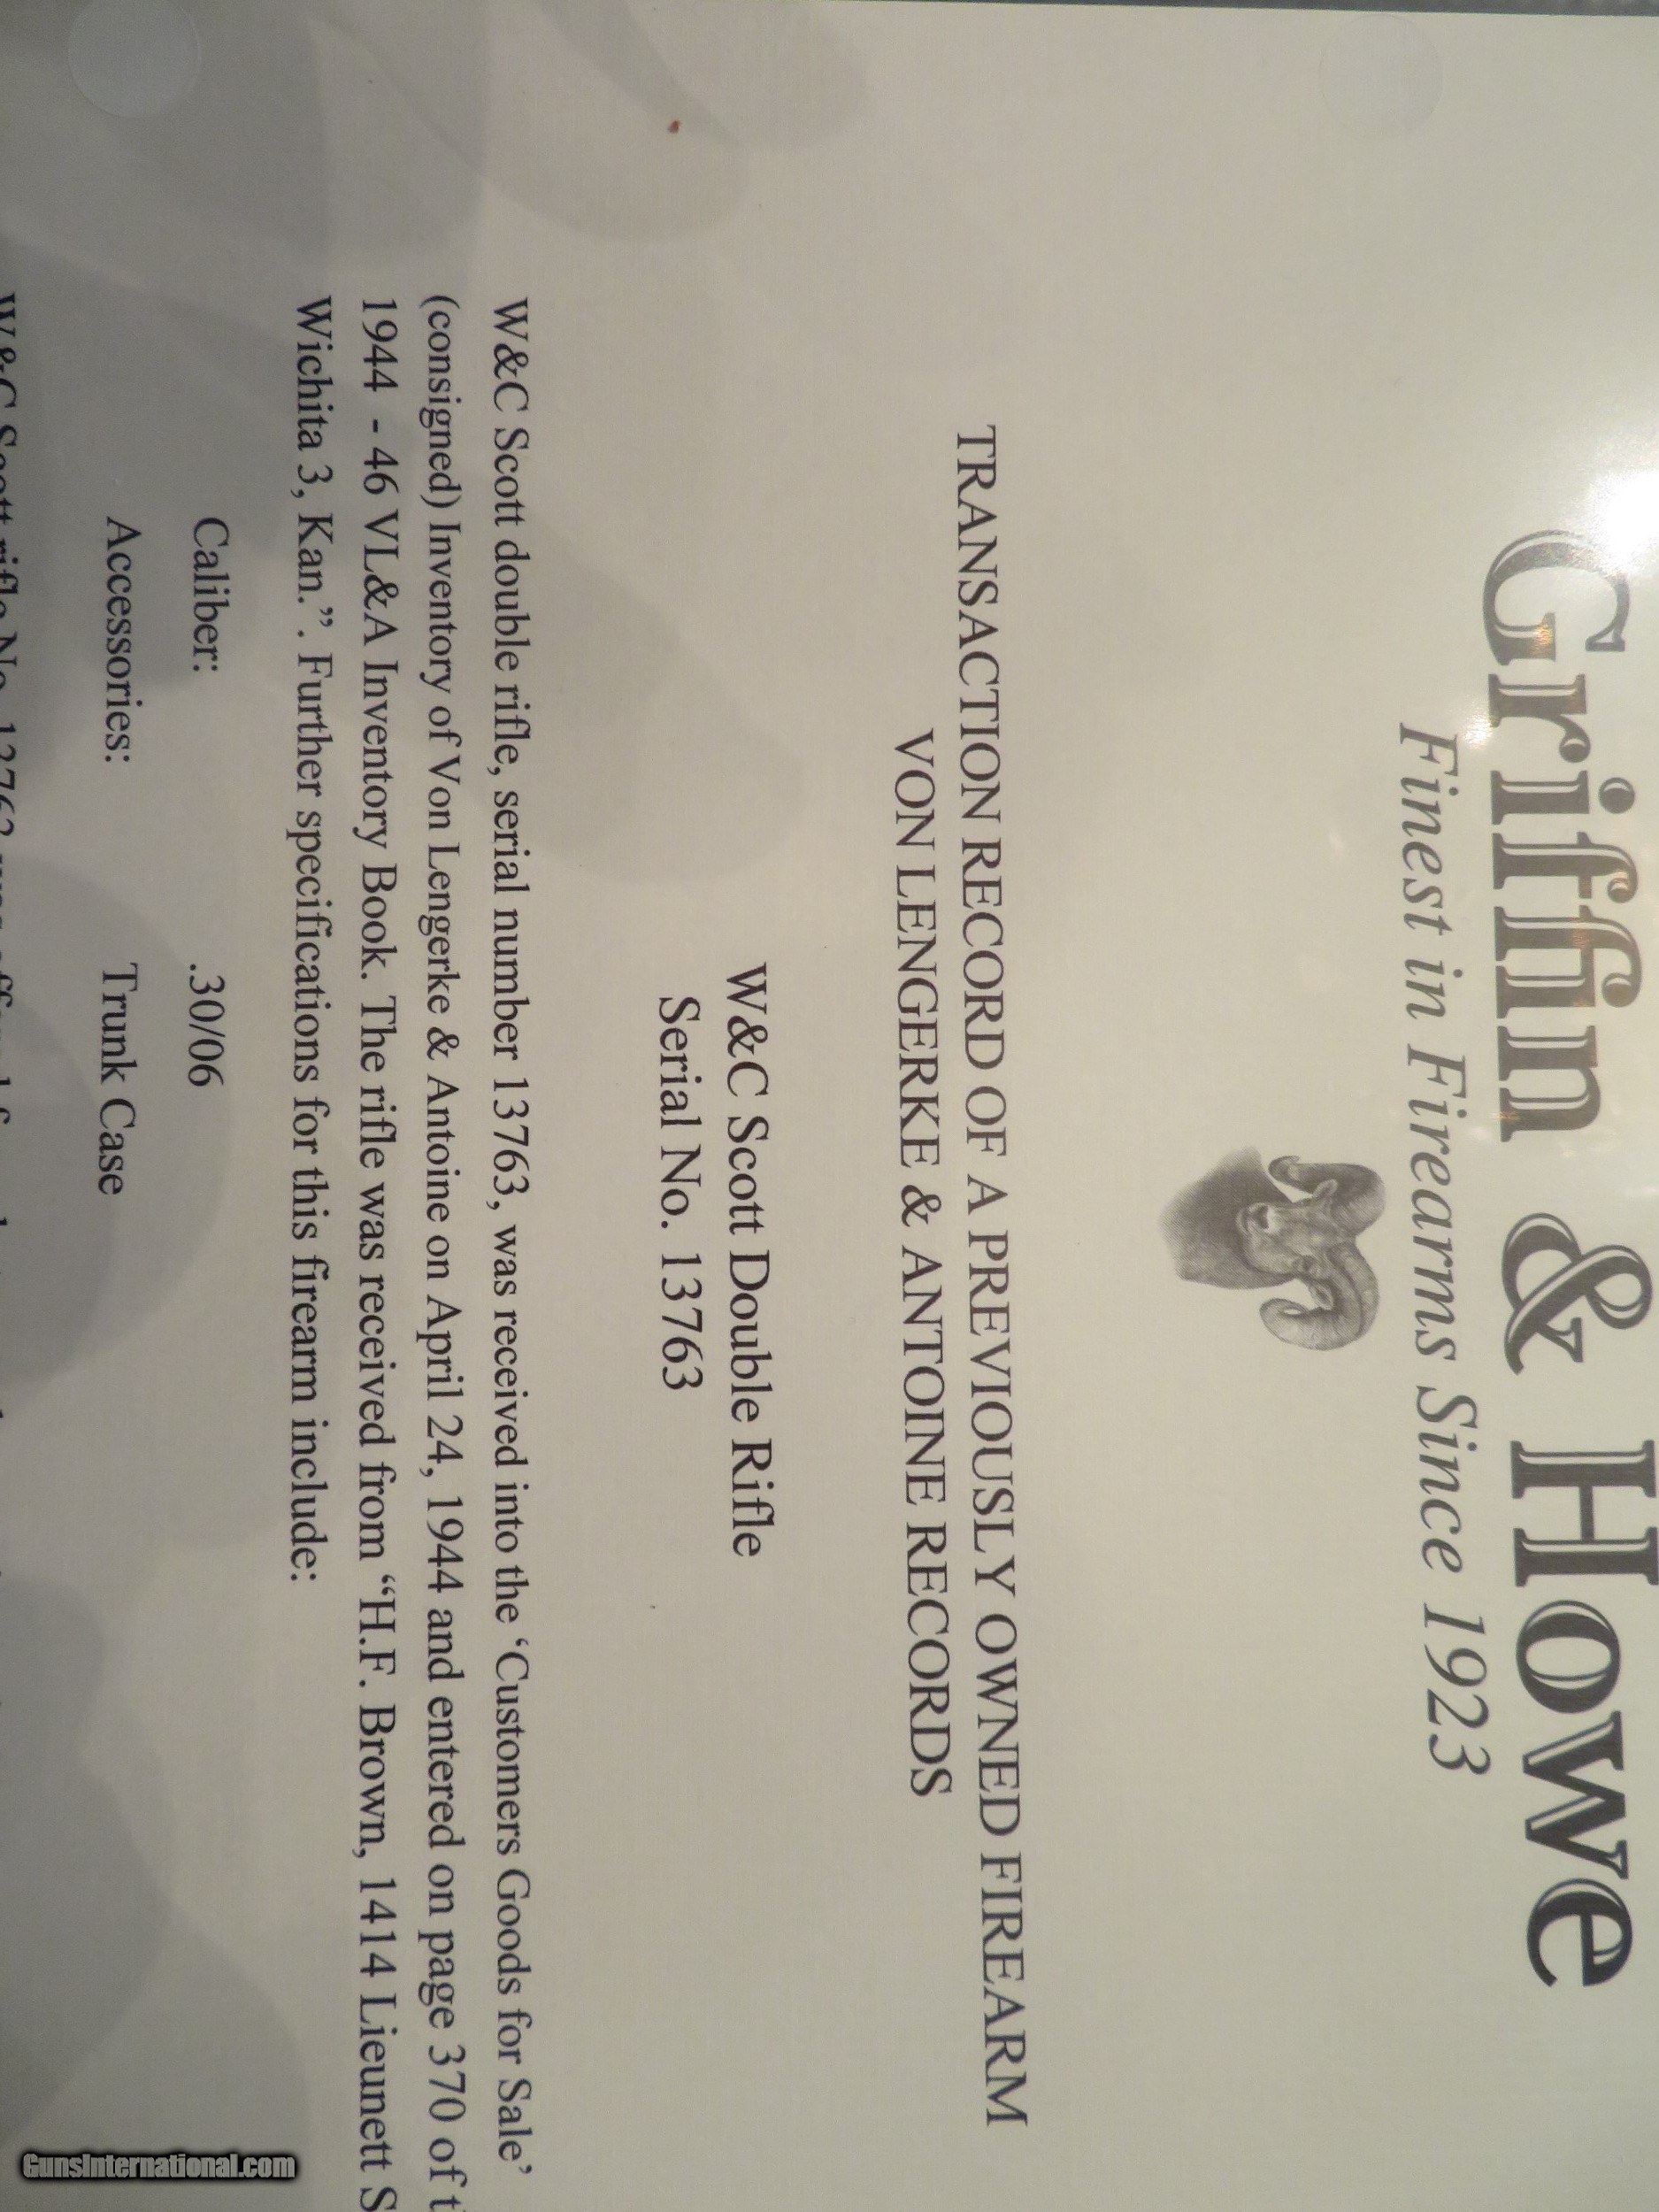 Griffin & Howe
Finest in Firearms Since 1923
TRANSACTION RECORD OF A PREVIOUSLY OWNED FIREARM
VON LENGERKE & ANTOINE RECORDS
W&C Scott Double Rifle
Serial No. 13763
W&C Scott double rifle, serial number 13763, was received into the ‘Customers Goods for Sale’
(consigned) Inventory of Von Lengerke & Antoine on April 24, 1944 and entered on page 370 of
1944 - 46 VL&A Inventory Book. The rifle was received from “H.F. Brown, 1414 Lieunett
Wichita 3, Kan.”. Further specifications for this firearm include:
Caliber: .30/06
Accessories: Trunk Case
W&C Scott rifle No. 13763
GunsInternational.com